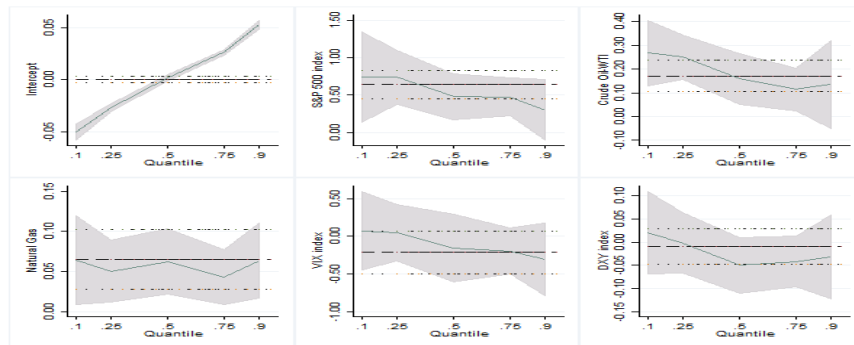 Intercept
0.05
0.00
-0.05
.1 .25 .5 .75 .9
Quantile
S&P 500 index
1.50
1.00
0.50
0.00
.1 .25 .5 .75 .9
Quantile
Crude Oil-WTI
0.40
0.30
0.20
0.10
0.00
-0.10
.1 .25 .5 .75 .9
Quantile
Natural Gas
0.15
0.10
0.05
0.00
.1 .25 .5 .75 .9
Quantile
VIX index
0.50
0.00
-0.50
-1.00
.1 .25 .5 .75 .9
Quantile
DXY index
0.10
0.05
0.00
-0.05
-0.10
-0.15
.1 .25 .5 .75 .9
Quantile